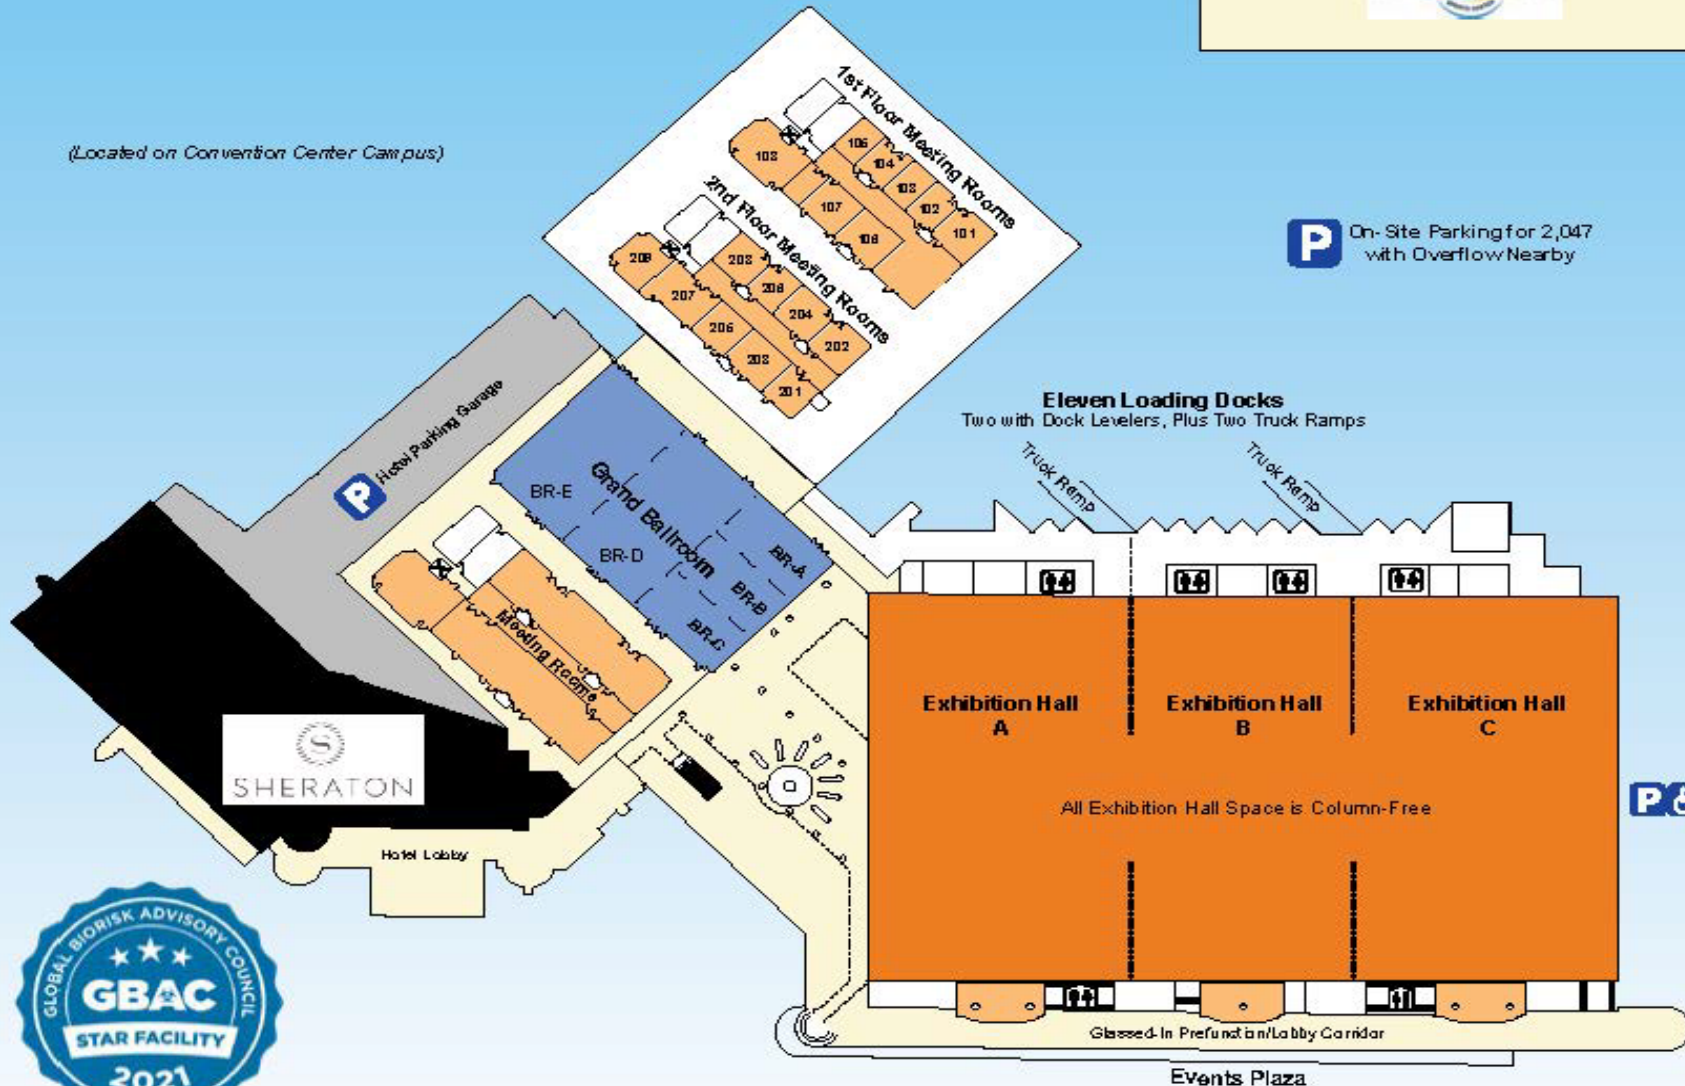 (Located on Convention Center Campus)
1st Floor Meeting Rooms
105
104
103
102
101
107
106
2nd Floor Meeting Rooms
207
206
204
202
201
P On-Site Parking for 2,047
with Overflow Nearby
Eleven Loading Docks
Two with Dock Levelers, Plus Two Truck Ramps
Truck Ramp
Truck Ramp
P Hotel Parking Garage
BR-E
Grand Ballroom
BR-D
BR-A
BR-B
BR-C
Meeting Rooms
Exhibition Hall
A
Exhibition Hall
B
Exhibition Hall
C
All Exhibition Hall Space is Column-Free
P
S
SHERATON
Hotel Lobby
GLOBAL BIORISK ADVISORY COUNCIL
GBAC
STAR FACILITY
2021
Glassed-In Prefunction/Lobby Corridor
Events Plaza